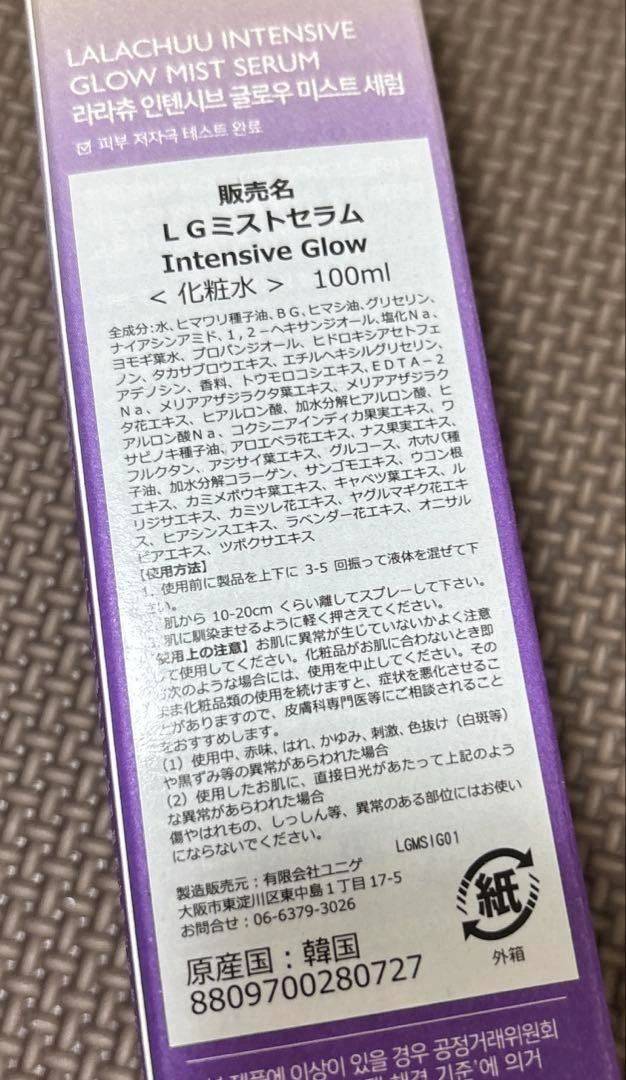 LALACHUU INTENSIVE
GLOW MIST SERUM
라라츄 인텐시브 글로우 미스트 세럼
피부 저자극 테스트 완료
販売名
LGミストセラム
Intensive Glow
< 化粧水 > 100ml
全成分:水、ヒマワリ種子油、BG、ヒマシ油、グリセリン、
ナイアシンアミド、1,2-ヘキサンジオール、塩化Na、
ヨモギ葉水、プロパンジオール、ヒドロキシアセトフェ
ノン、タカサブロウエキス、エチルヘキシルグリセリン、
アデノシン、香料、トウモロコシエキス、EDTA-2
Na、メリアアザジラクタ葉エキス、メリアアザジラク
タ花エキス、ヒアルロン酸、加水分解ヒアルロン酸、ヒ
アルロン酸Na、コクシニアインディカ果実エキス、ワ
サビノキ種子油、アロエベラ花エキス、ナス果実エキス、
フルクタン、アジサイ葉エキス、グルコース、ホホバ種
子油、加水分解コラーゲン、サンゴモエキス、ウコン根
エキス、カミメボウキ葉エキス、キャベツ葉エキス、ル
リジサエキス、カミツレ花エキス、ヤグルマギク花エキ
ス、ヒアシンスエキス、ラベンダー花エキス、オニサル
ビアエキス、ツボクサエキス
【使用方法】
1. 使用前に製品を上下に 3-5 回振って液体を混ぜて下
さい。
肌から 10-20cm くらい離してスプレーして下さい。
肌に馴染ませるように軽く押さえてください。
使用上の注意】お肌に異常が生じていないかよく注意
して使用してください。化粧品がお肌に合わないとき即
ち次のような場合には、使用を中止してください。その
まま化粧品類の使用を続けますと、症状を悪化させるこ
とがありますので、皮膚科専門医等にご相談されること
をおすすめします。
(1) 使用中、赤味、はれ、かゆみ、刺激、色抜け（白斑等）
や黒ずみ等の異常があらわれた場合
(2) 使用したお肌に、直接日光があたって上記のよう
な異常があらわれた場合
傷やはれもの、しっしん等、異常のある部位にはお使い
にならないでください。
LGMSIG01
製造販売元：有限会社ユニゲ
大阪市東淀川区東中島1丁目17-5
お問合せ：06-6379-3026
紙
外箱
原産国：韓国
8809700280727
제품에 이상이 있을 경우 공정거래위원회
해결 기준'에 의거